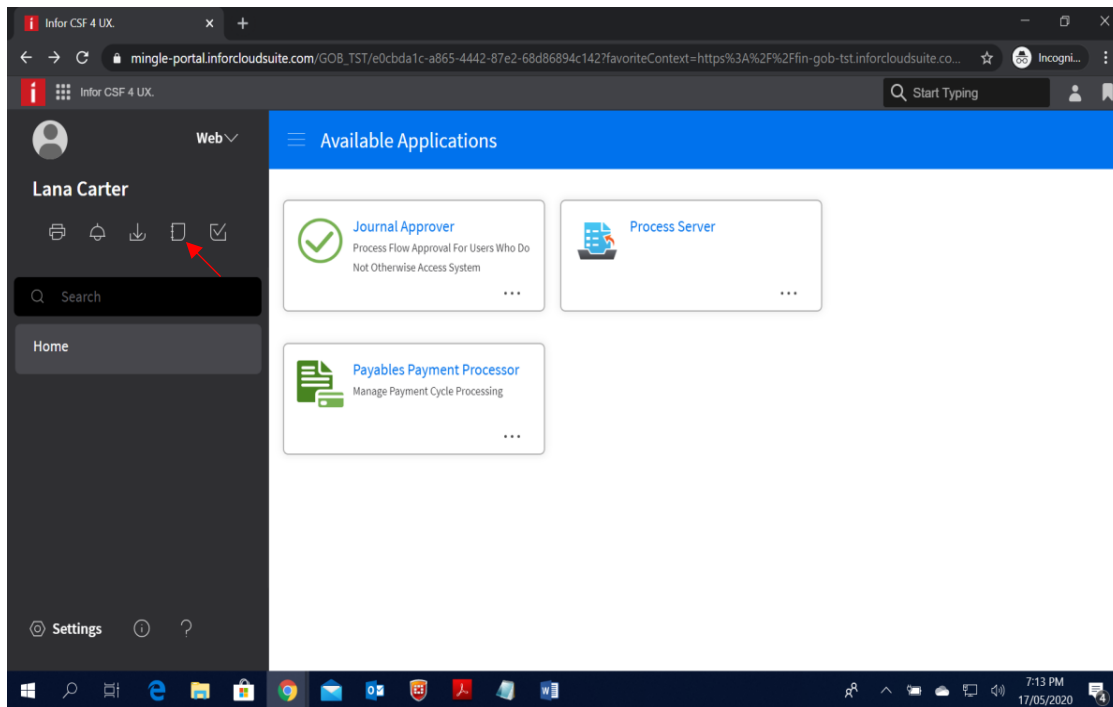 Infor CSF 4 UX.
mingle-portal.inforcloudsuite.com/GOB_TST/e0cbda1c-a865-4442-87e2-68d86894c142?favoriteContext=https%3A%2F%2Ffin-gob-tst.inforcloudsuite.co...
Incogni...
Infor CSF 4 UX.
Start Typing
Web
Available Applications
Lana Carter
Journal Approver
Process Flow Approval For Users Who Do
Not Otherwise Access System
...
Process Server
...
Search
Home
Payables Payment Processor
Manage Payment Cycle Processing
...
Settings
7:13 PM
17/05/2020
4